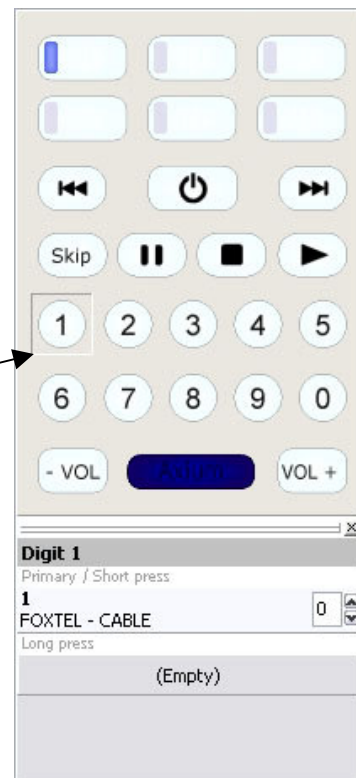 Skip
1 2 3 4 5
6 7 8 9 0
- VOL VOL +
Digit 1
Primary / Short press
1
FOXTEL - CABLE 0
Long press
(Empty)